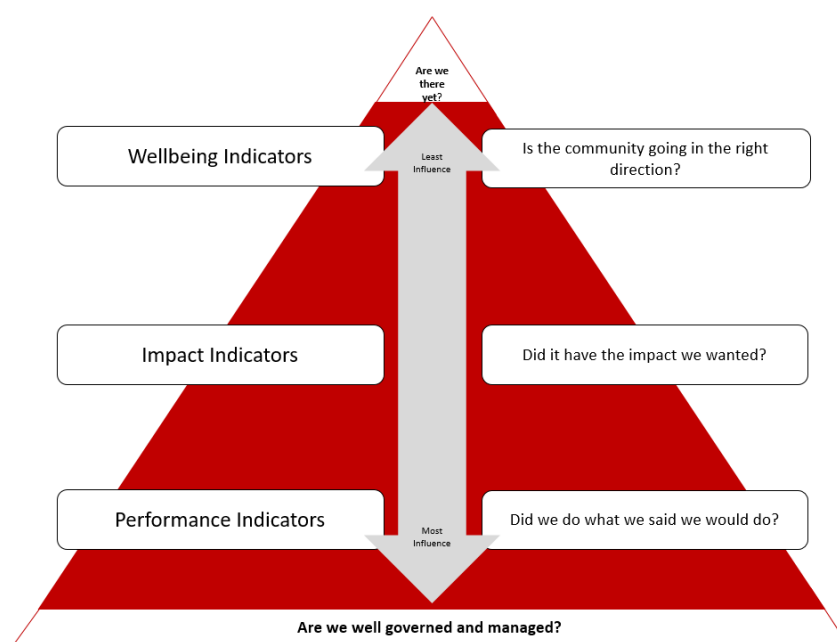 Are we
there
yet?
Wellbeing Indicators
Least
Influence
Is the community going in the right
direction?
Impact Indicators
Did it have the impact we wanted?
Performance Indicators
Most
Influence
Did we do what we said we would do?
Are we well governed and managed?